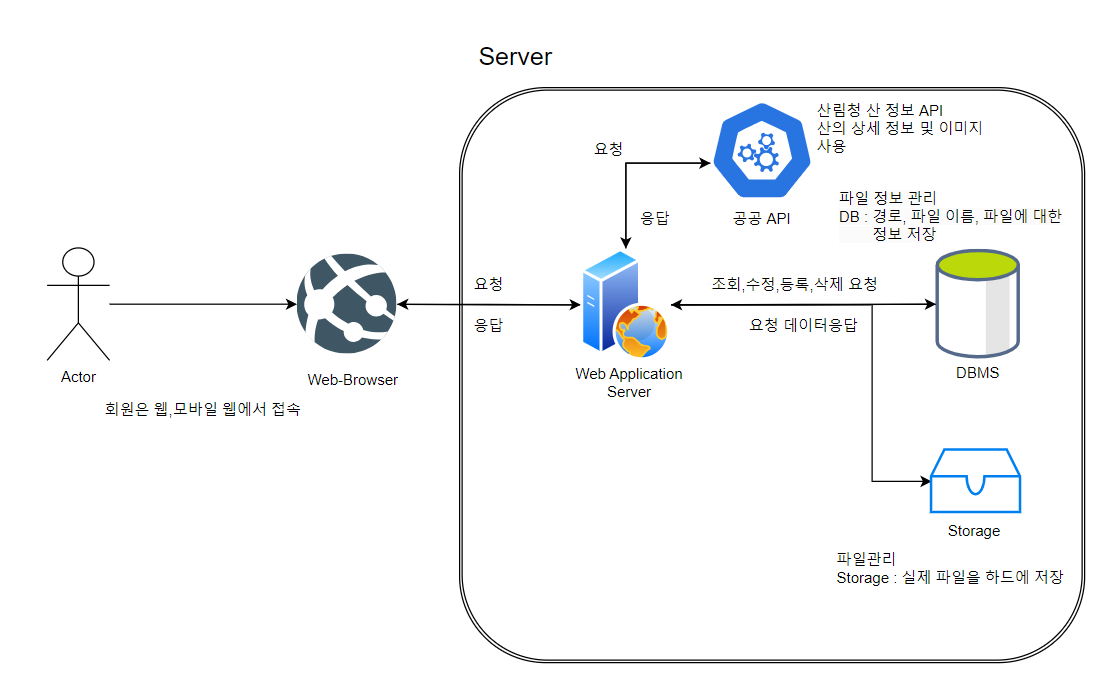 Server
산림청 산 정보 API
산의 상세 정보 및 이미지
사용
요청
공공 API
응답
파일 정보 관리
DB : 경로, 파일 이름, 파일에 대한
정보 저장
요청
응답
조회,수정,등록,삭제 요청
요청 데이터응답
Actor
Web-Browser
회원은 웹,모바일 웹에서 접속
Web Application
Server
DBMS
Storage
파일관리
Storage : 실제 파일을 하드에 저장